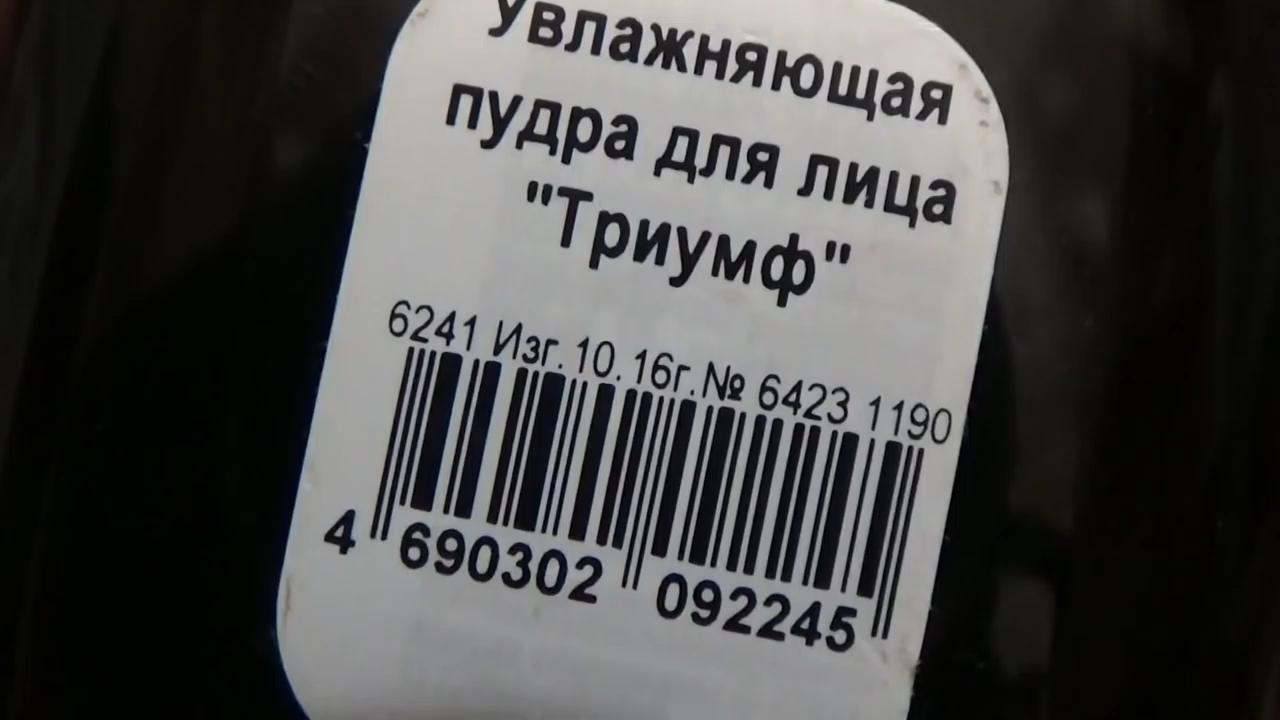 Увлажняющая
пудра для лица
"Триумф"
6241 Изг. 10. 16г. № 6423 1190
4 690302 092245